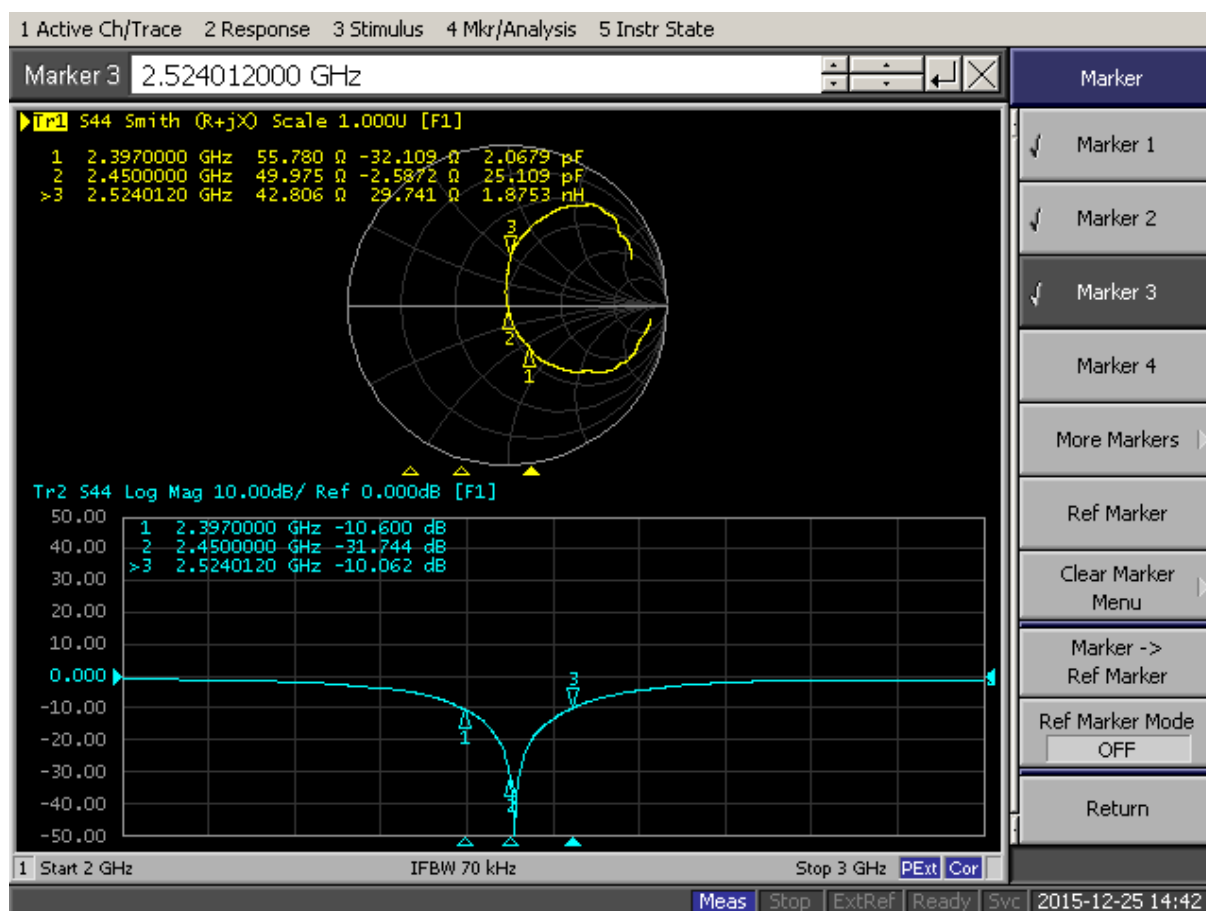 1 Active Ch/Trace 2 Response 3 Stimulus 4 Mkr/Analysis 5 Instr State
Marker 3 2.524012000 GHz
Marker
Tr1 S44 Smith (R+jX) Scale 1.000U [F1]
1 2.3970000 GHz 55.780 Ω -32.109 Ω 2.0679 pF
2 2.4500000 GHz 49.975 Ω -2.5872 Ω 25.109 pF
>3 2.5240120 GHz 42.806 Ω 29.741 Ω 1.8753 nH
3
2
1
Tr2 S44 Log Mag 10.00dB/ Ref 0.000dB [F1]
50.00
40.00
30.00
20.00
10.00
0.000
-10.00
-20.00
-30.00
-40.00
-50.00
1 2.3970000 GHz -10.600 dB
2 2.4500000 GHz -31.744 dB
>3 2.5240120 GHz -10.062 dB
3
1
2
Marker 1
Marker 2
Marker 3
Marker 4
More Markers
Ref Marker
Clear Marker
Menu
Marker ->
Ref Marker
Ref Marker Mode
OFF
Return
1 Start 2 GHz IFBW 70 kHz Stop 3 GHz PExt Cor
Meas Stop ExtRef Ready Svc 2015-12-25 14:42